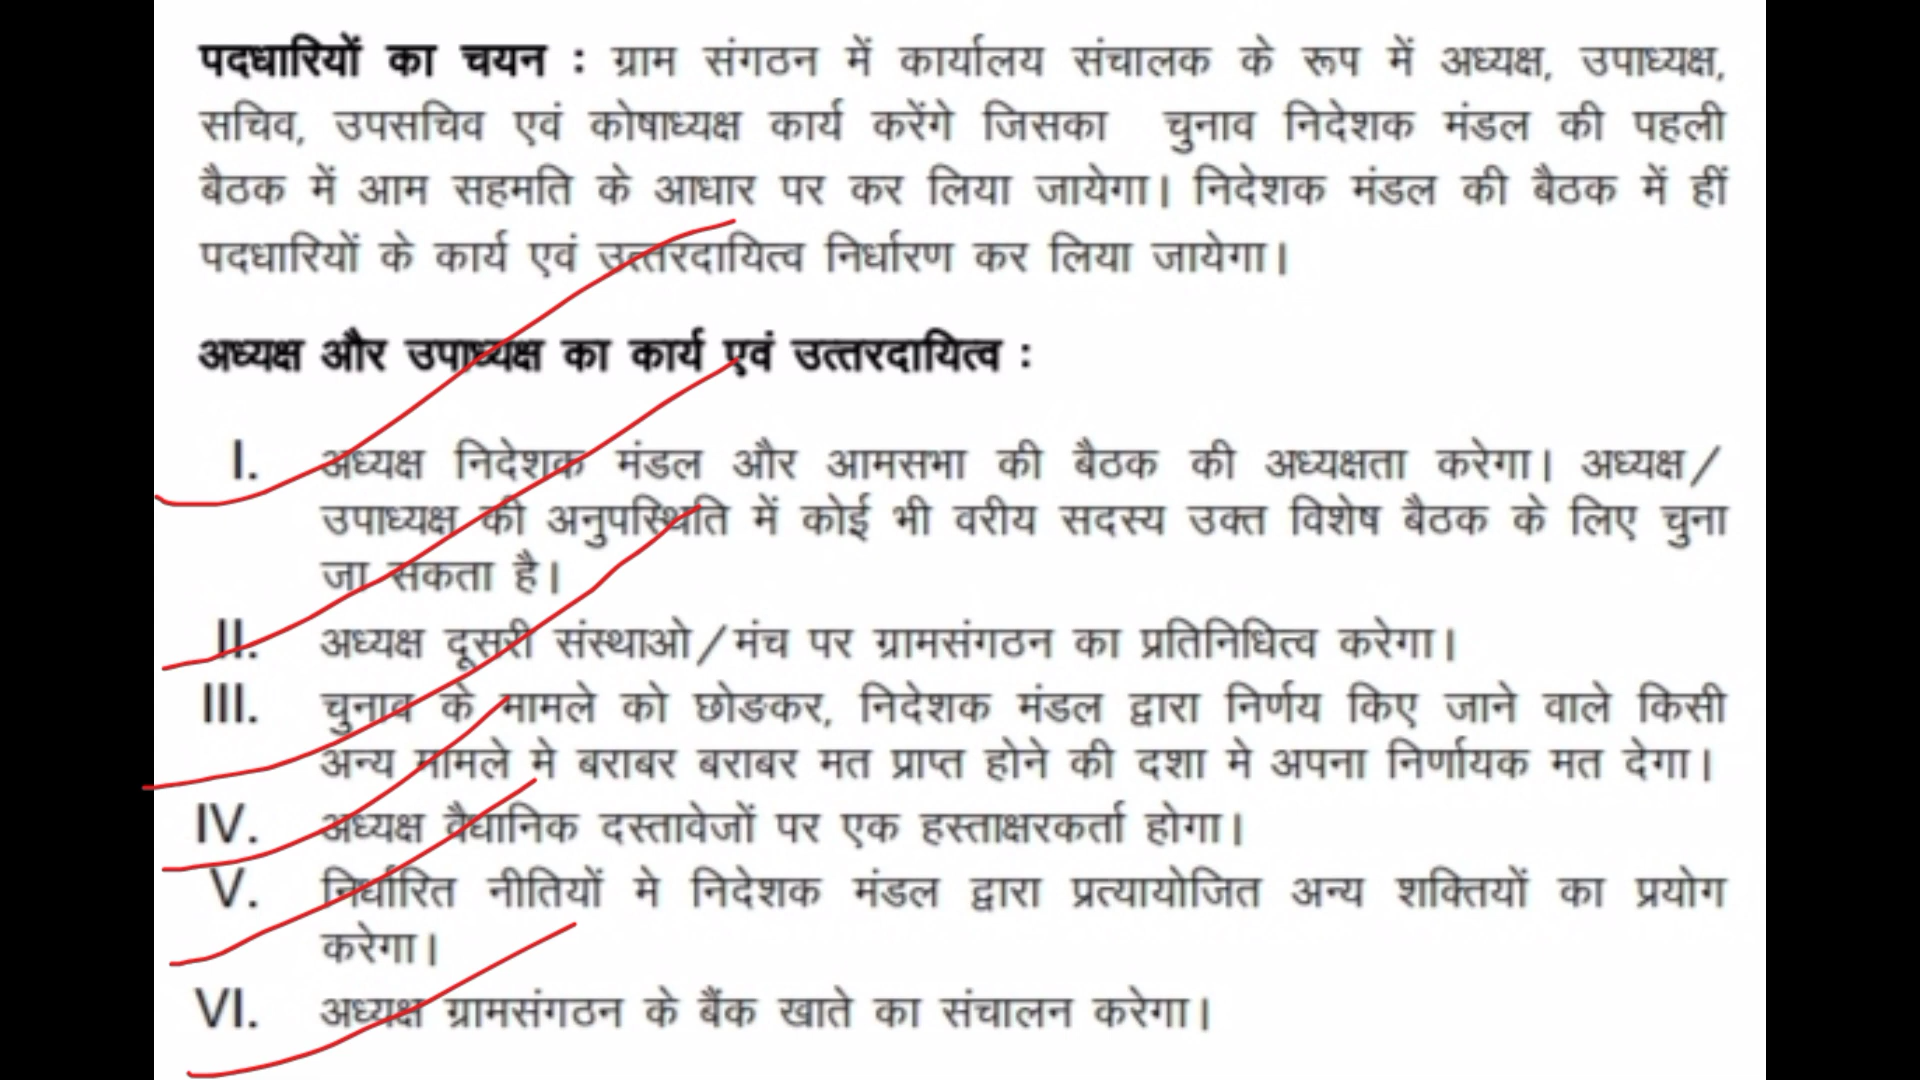 पदधारियों का चयन : ग्राम संगठन में कार्यालय संचालक के रूप में अध्यक्ष, उपाध्यक्ष,
सचिव, उपसचिव एवं कोषाध्यक्ष कार्य करेंगे जिसका चुनाव निदेशक मंडल की पहली
बैठक में आम सहमति के आधार पर कर लिया जायेगा। निदेशक मंडल की बैठक में हीं
पदधारियों के कार्य एवं उत्तरदायित्व निर्धारण कर लिया जायेगा।
अध्यक्ष और उपाध्यक्ष का कार्य एवं उत्तरदायित्व :
I. अध्यक्ष निदेशक मंडल और आमसभा की बैठक की अध्यक्षता करेगा। अध्यक्ष/
उपाध्यक्ष की अनुपस्थिति में कोई भी वरीय सदस्य उक्त विशेष बैठक के लिए चुना
जा सकता है।
II. अध्यक्ष दूसरी संस्थाओ/मंच पर ग्रामसंगठन का प्रतिनिधित्व करेगा।
III. चुनाव के मामले को छोङकर, निदेशक मंडल द्वारा निर्णय किए जाने वाले किसी
अन्य मामले मे बराबर बराबर मत प्राप्त होने की दशा मे अपना निर्णायक मत देगा।
IV. अध्यक्ष वैधानिक दस्तावेजों पर एक हस्ताक्षरकर्ता होगा।
V. निर्धारित नीतियों मे निदेशक मंडल द्वारा प्रत्यायोजित अन्य शक्तियों का प्रयोग
करेगा।
VI. अध्यक्ष ग्रामसंगठन के बैंक खाते का संचालन करेगा।